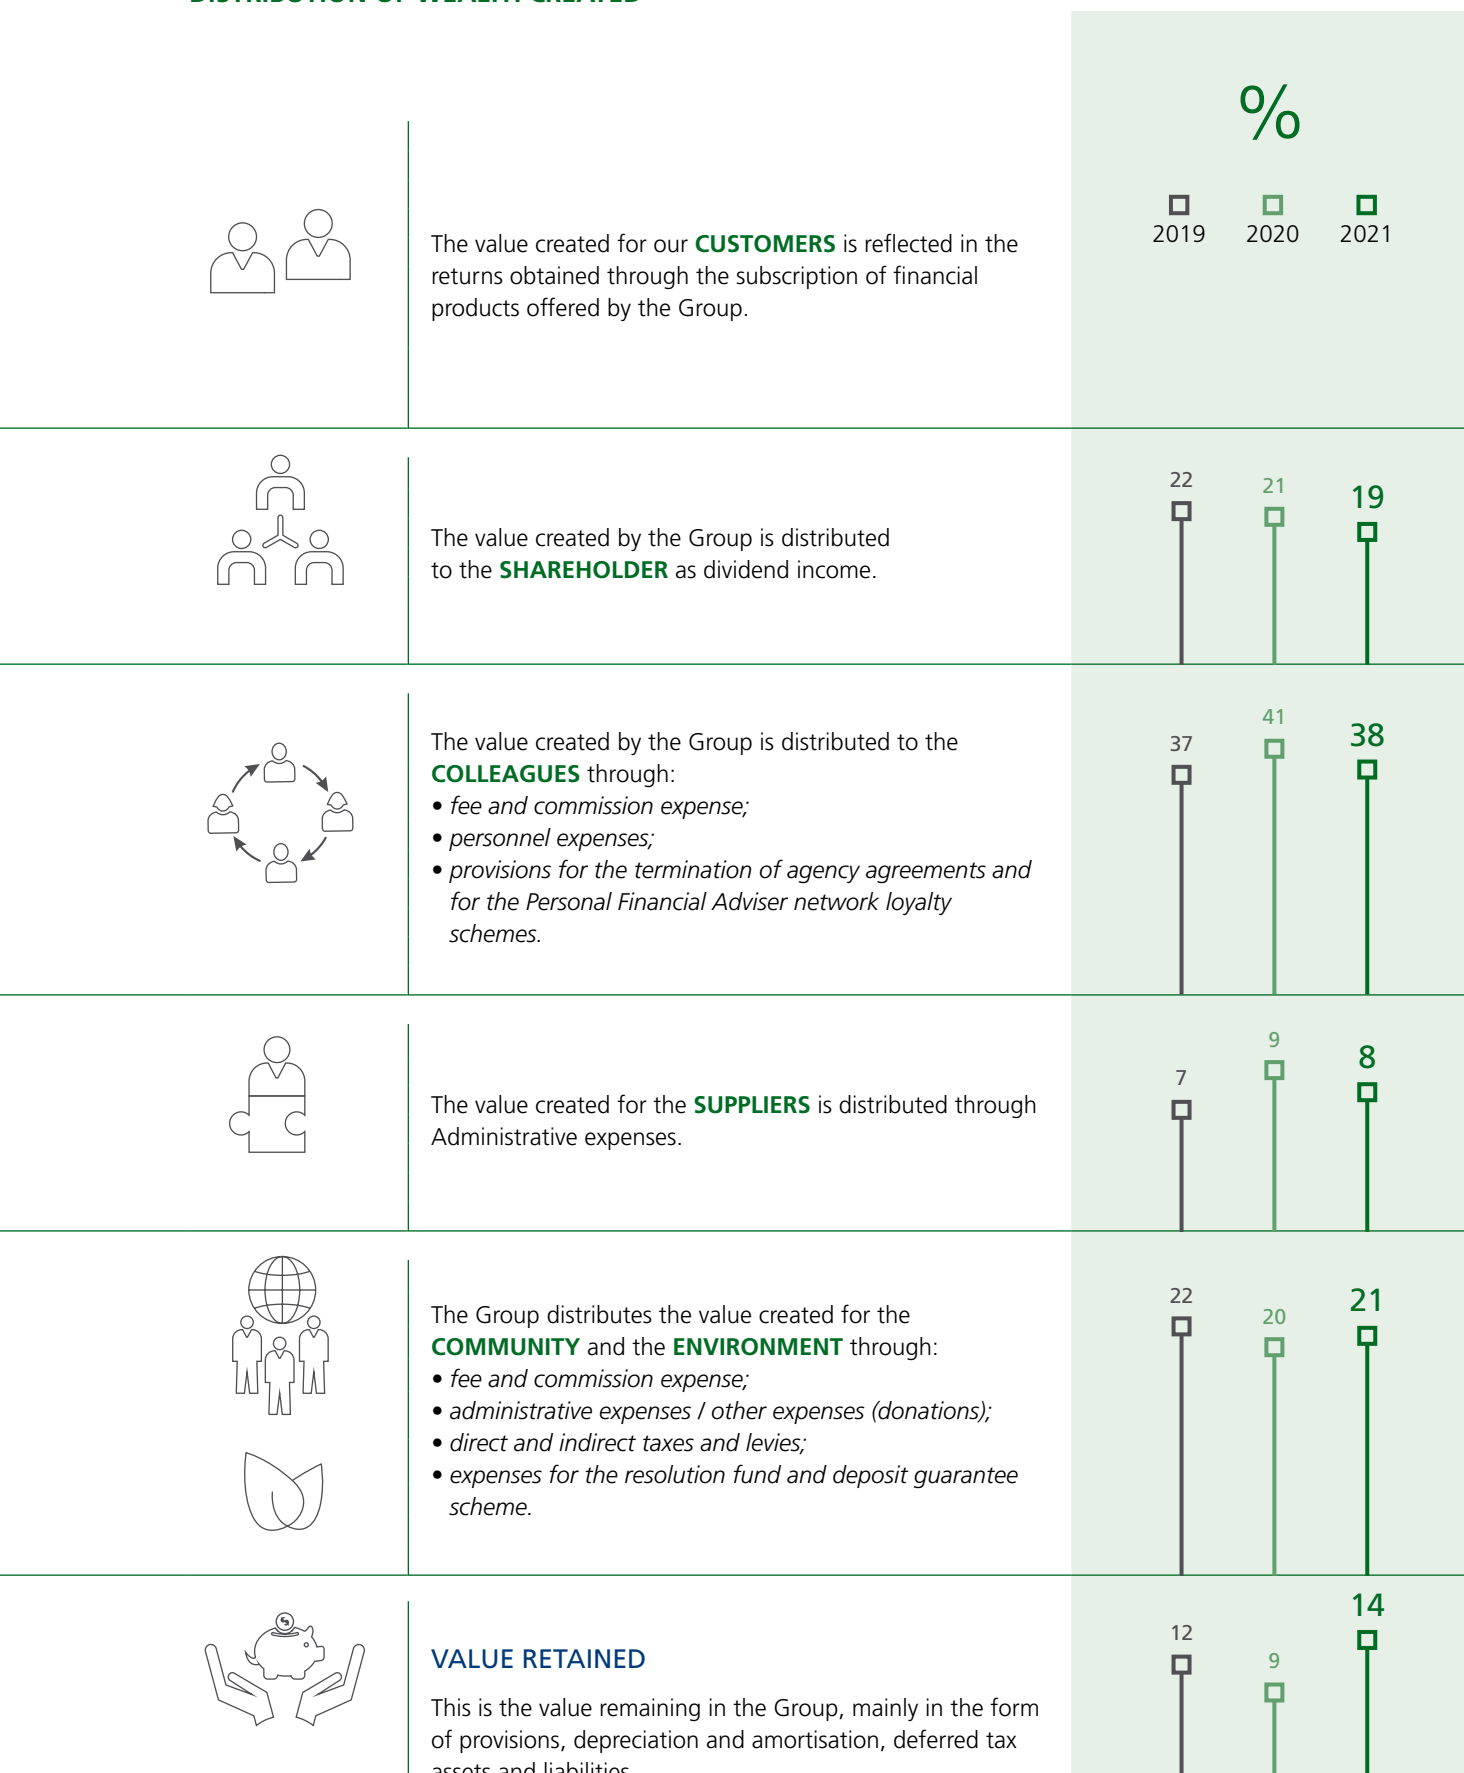 DISTRIBUTION OF WEALTH CREATED
%
2019 2020 2021
The value created for our CUSTOMERS is reflected in the
returns obtained through the subscription of financial
products offered by the Group.
22 21 19
The value created by the Group is distributed
to the SHAREHOLDER as dividend income.
37 41 38
The value created by the Group is distributed to the
COLLEAGUES through:
• fee and commission expense;
• personnel expenses;
• provisions for the termination of agency agreements and
for the Personal Financial Adviser network loyalty
schemes.
7 9 8
The value created for the SUPPLIERS is distributed through
Administrative expenses.
22 20 21
The Group distributes the value created for the
COMMUNITY and the ENVIRONMENT through:
• fee and commission expense;
• administrative expenses / other expenses (donations);
• direct and indirect taxes and levies;
• expenses for the resolution fund and deposit guarantee
scheme.
12 9 14
VALUE RETAINED
This is the value remaining in the Group, mainly in the form
of provisions, depreciation and amortisation, deferred tax
assets and liabilities